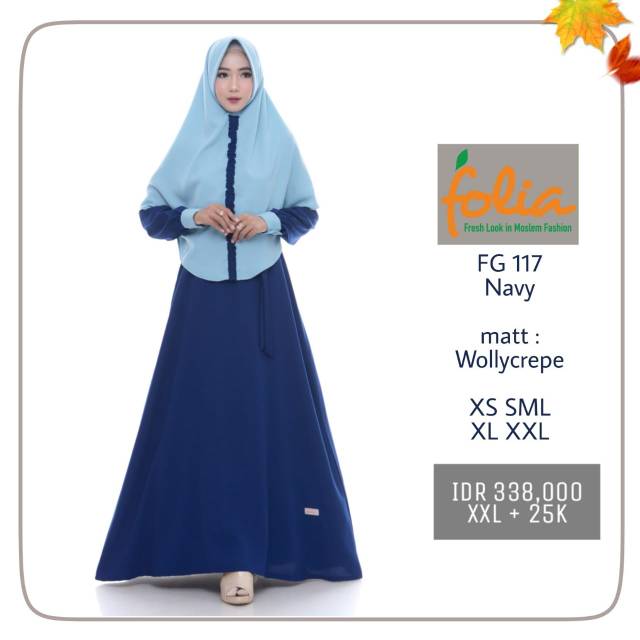 folia
Fresh Look in Moslem Fashion
FG 117
Navy
matt :
Wollycrepe
XS SML
XL XXL
IDR 338,000
XXL + 25K